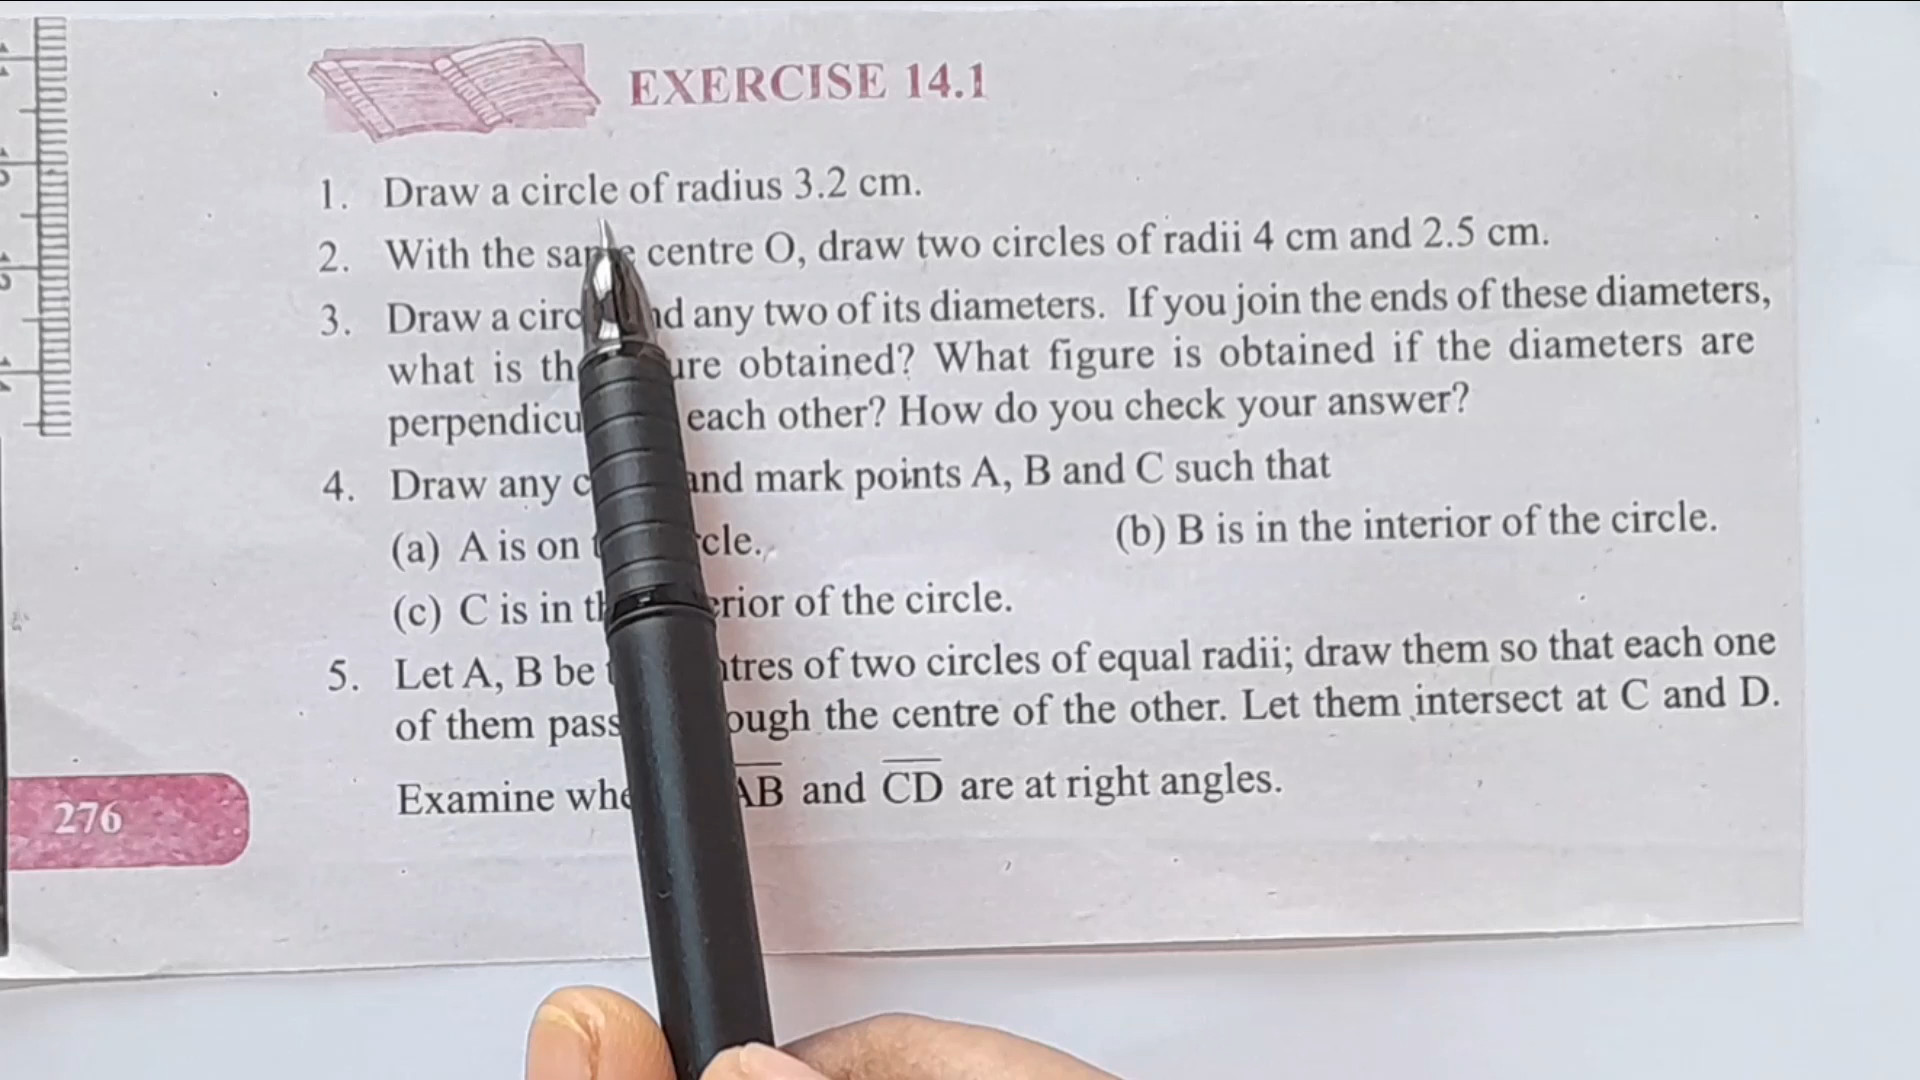 EXERCISE 14.1
1. Draw a circle of radius 3.2 cm.
2. With the same centre O, draw two circles of radii 4 cm and 2.5 cm.
3. Draw a circ nd any two of its diameters. If you join the ends of these diameters,
what is th ure obtained? What figure is obtained if the diameters are
perpendicu each other? How do you check your answer?
4. Draw any c and mark points A, B and C such that
(a) A is on cle. (b) B is in the interior of the circle.
(c) C is in th erior of the circle.
5. Let A, B be ntres of two circles of equal radii; draw them so that each one
of them pass ough the centre of the other. Let them intersect at C and D.
Examine whe AB and CD are at right angles.
276